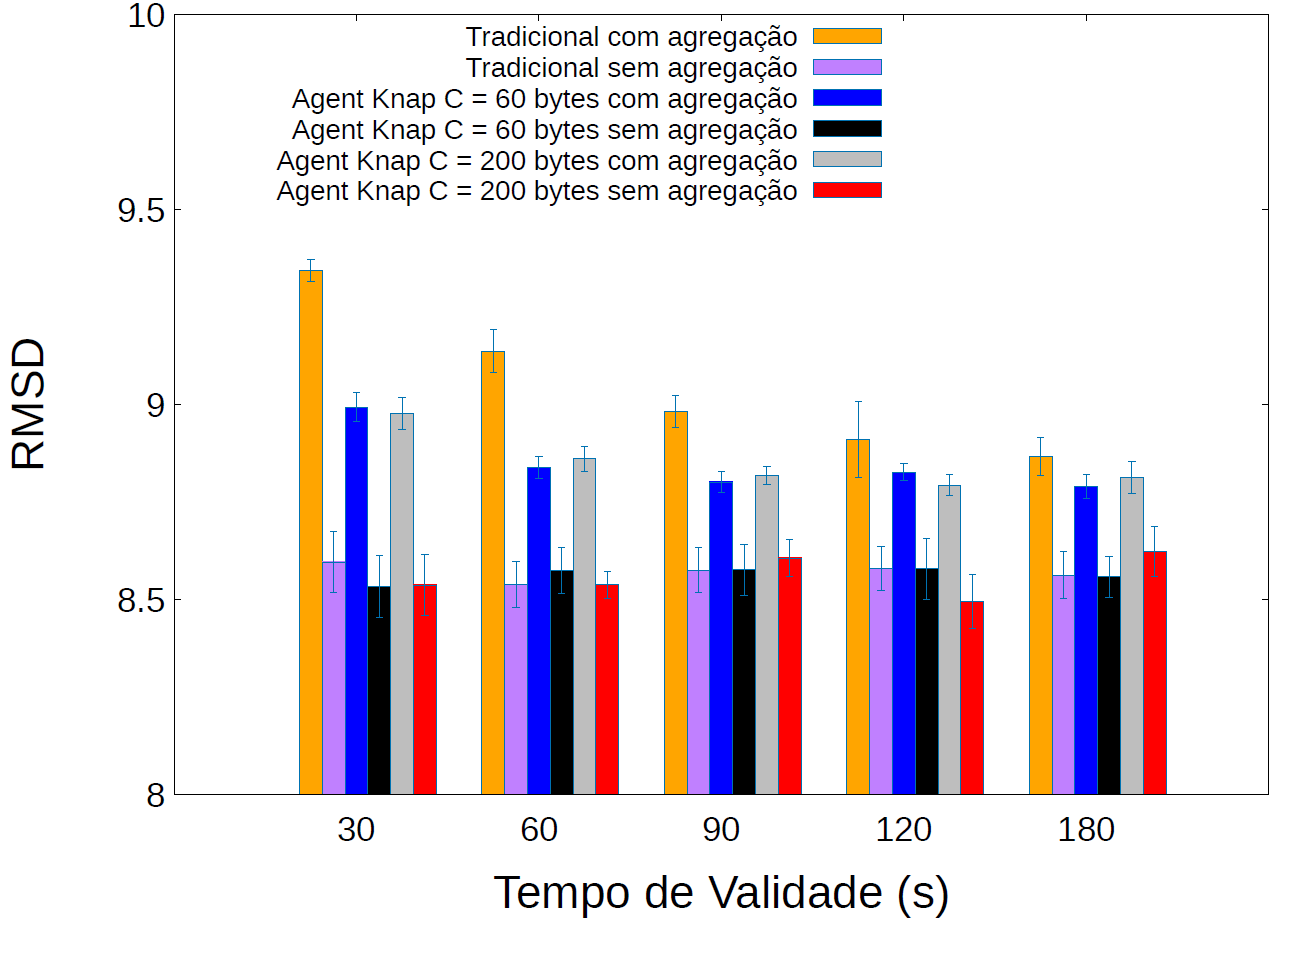 10
Tradicional com agregação
Tradicional sem agregação
Agent Knap C = 60 bytes com agregação
Agent Knap C = 60 bytes sem agregação
Agent Knap C = 200 bytes com agregação
Agent Knap C = 200 bytes sem agregação
9.5
RMSD
9
8.5
8
30 60 90 120 180
Tempo de Validade (s)